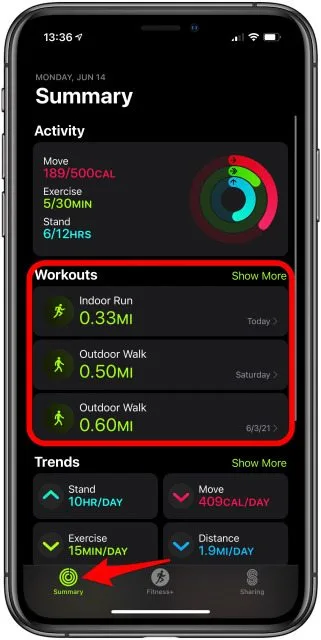 13:36
MONDAY, JUN 14
Summary
Activity
Move
189/500CAL
Exercise
5/30MIN
Stand
6/12HRS
Workouts Show More
Indoor Run
0.33MI
Today
Outdoor Walk
0.50MI
Saturday
Outdoor Walk
0.60MI
6/3/21
Trends Show More
Stand
10HR/DAY
Move
409CAL/DAY
Exercise
15MIN/DAY
Distance
1.9MI/DAY
Summary Fitness+ Sharing